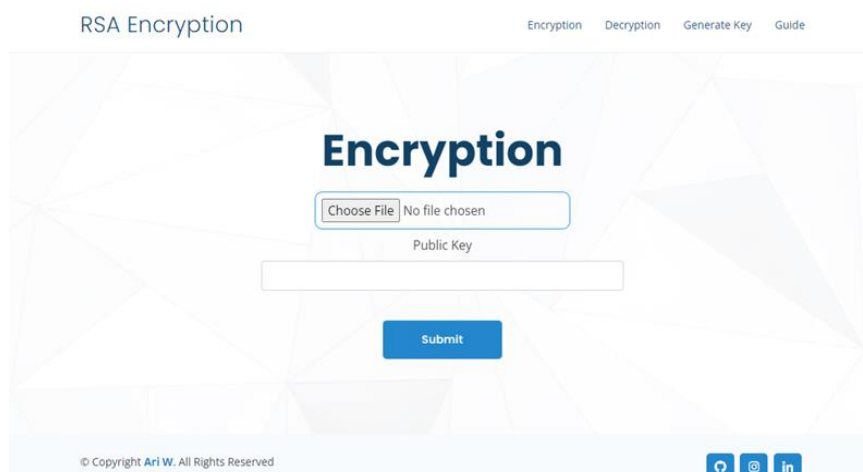 RSA Encryption
Encryption Decryption Generate Key Guide
Encryption
Choose File No file chosen
Public Key
Submit
© Copyright Ari W. All Rights Reserved
in